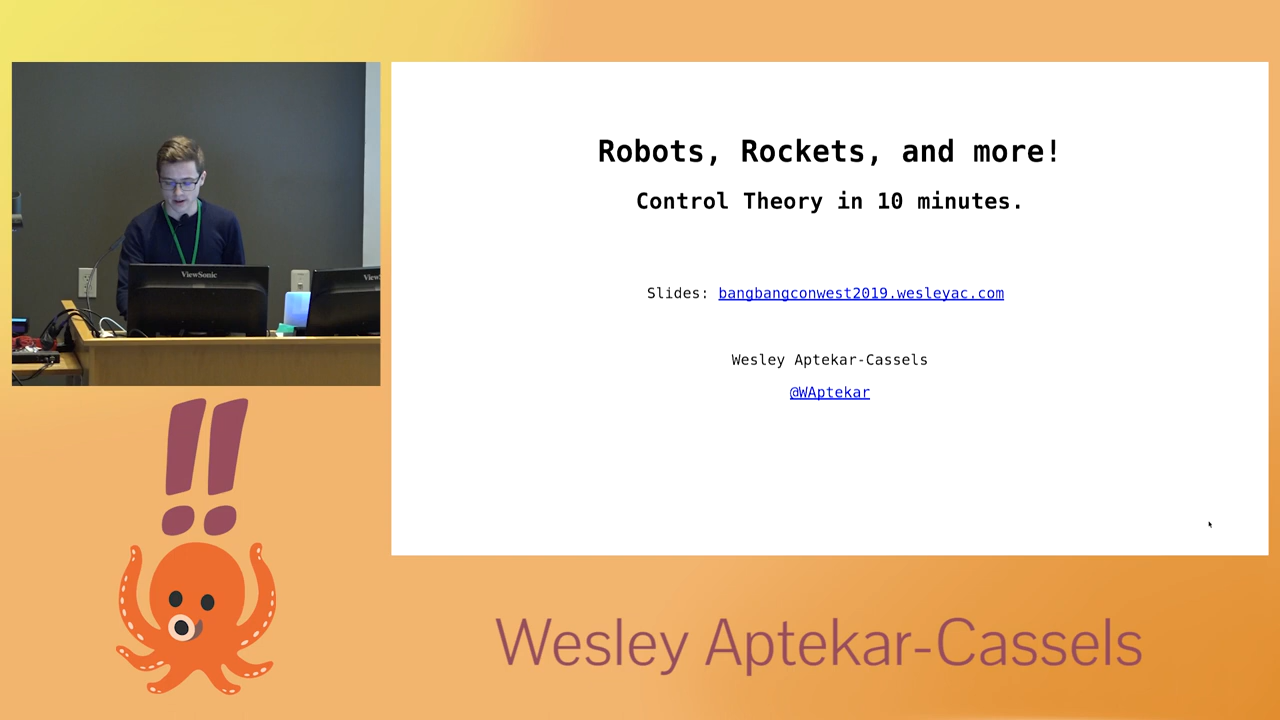 ViewSonic
Robots, Rockets, and more!
Control Theory in 10 minutes.
Slides: bangbangconwest2019.wesleyac.com
Wesley Aptekar-Cassels
@WAptekar
!!
Wesley Aptekar-Cassels